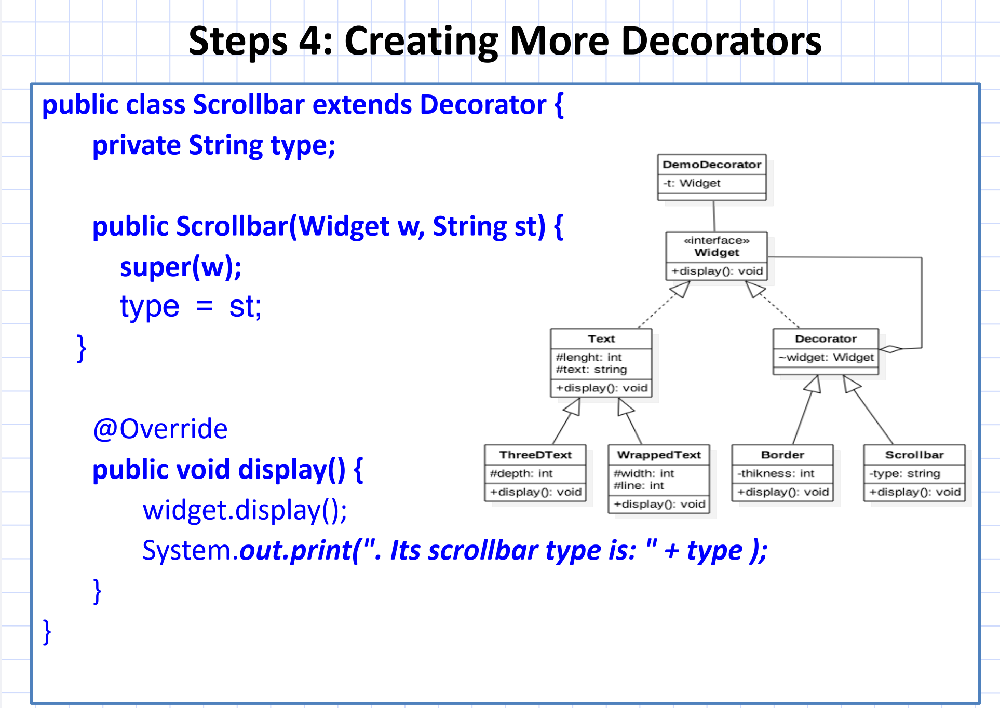 Steps 4: Creating More Decorators
public class Scrollbar extends Decorator {
private String type;
public Scrollbar(Widget w, String st) {
super(w);
type = st;
}
@Override
public void display() {
widget.display();
System.out.print(". Its scrollbar type is: " + type );
}
}
DemoDecorator
-t: Widget
«interface»
Widget
+display(): void
Text
#lenght: int
#text: string
+display(): void
Decorator
~widget: Widget
ThreeDText
#depth: int
+display(): void
WrappedText
#width: int
#line: int
+display(): void
Border
-thikness: int
+display(): void
Scrollbar
-type: string
+display(): void